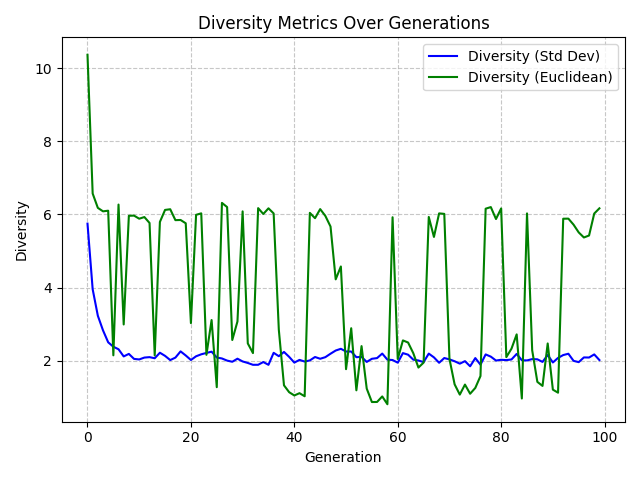 Diversity Metrics Over Generations
Diversity (Std Dev)
Diversity (Euclidean)
Diversity
10
8
6
4
2
0
20
40
60
80
100
Generation